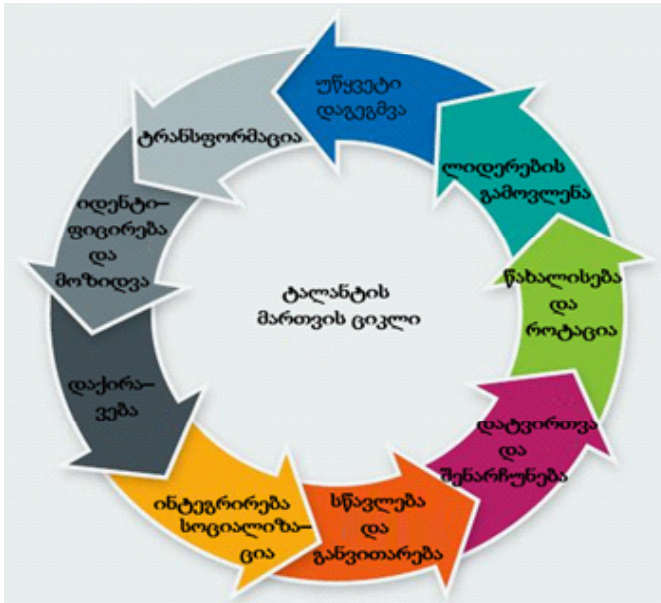 უწყვეტი
დაგეგმვა
ტრანსფორმაცია
იდენტი–
ფიცირება
და
მოზიდვა
დაქირა–
ვება
ინტეგრირება
სოციალიზა–
ცია
სწავლება
და
განვითარება
დატვირთვა
და
შენარჩუნება
წახალისება
და
როტაცია
ლიდერების
გამოვლენა
ტალანტის
მართვის ციკლი